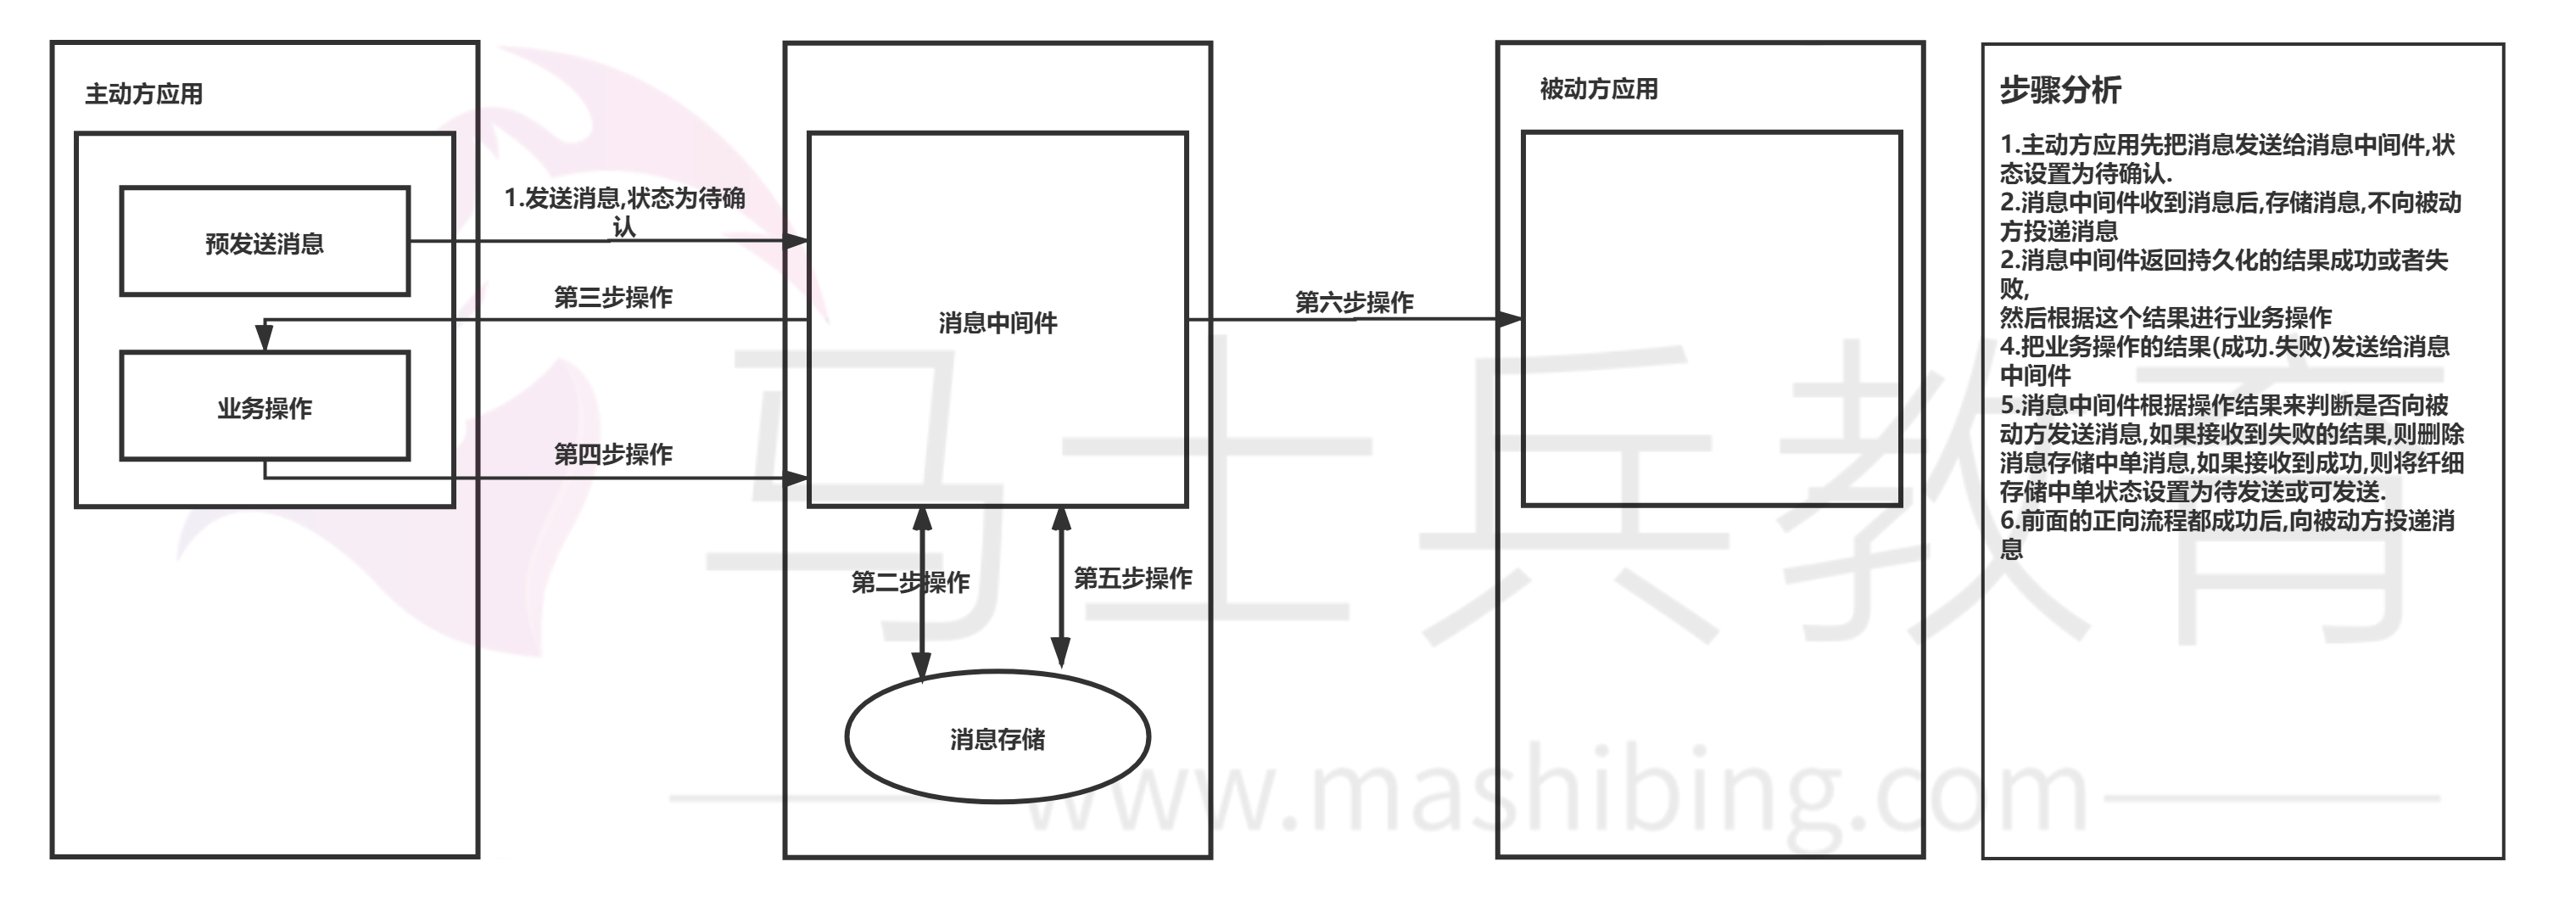 主动方应用
预发送消息
业务操作
1.发送消息,状态为待确
认
第三步操作
第四步操作
消息中间件
第二步操作
第五步操作
消息存储
第六步操作
被动方应用
步骤分析
1.主动方应用先把消息发送给消息中间件,状
态设置为待确认.
2.消息中间件收到消息后,存储消息,不向被动
方投递消息
2.消息中间件返回持久化的结果成功或者失
败,
然后根据这个结果进行业务操作
4.把业务操作的结果(成功.失败)发送给消息
中间件
5.消息中间件根据操作结果来判断是否向被
动方发送消息,如果接收到失败的结果,则删除
消息存储中单消息,如果接收到成功,则将纤细
存储中单状态设置为待发送或可发送.
6.前面的正向流程都成功后,向被动方投递消
息
马士兵教育
www.mashibing.com